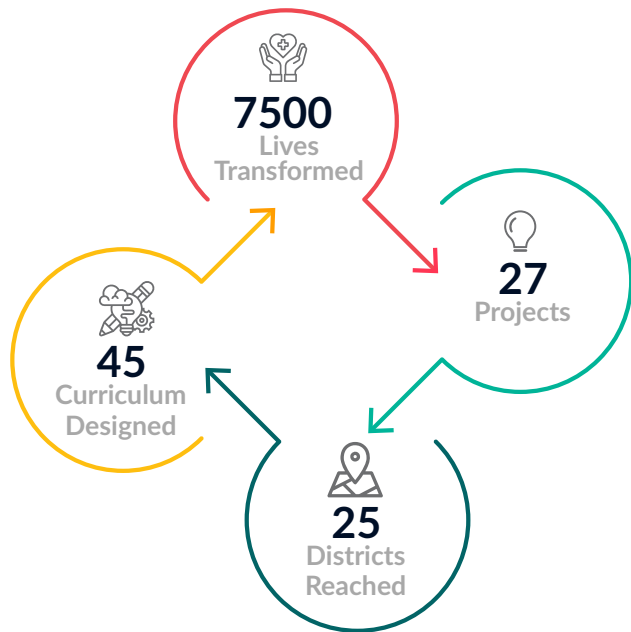 7500
Lives
Transformed
27
Projects
45
Curriculum
Designed
25
Districts
Reached